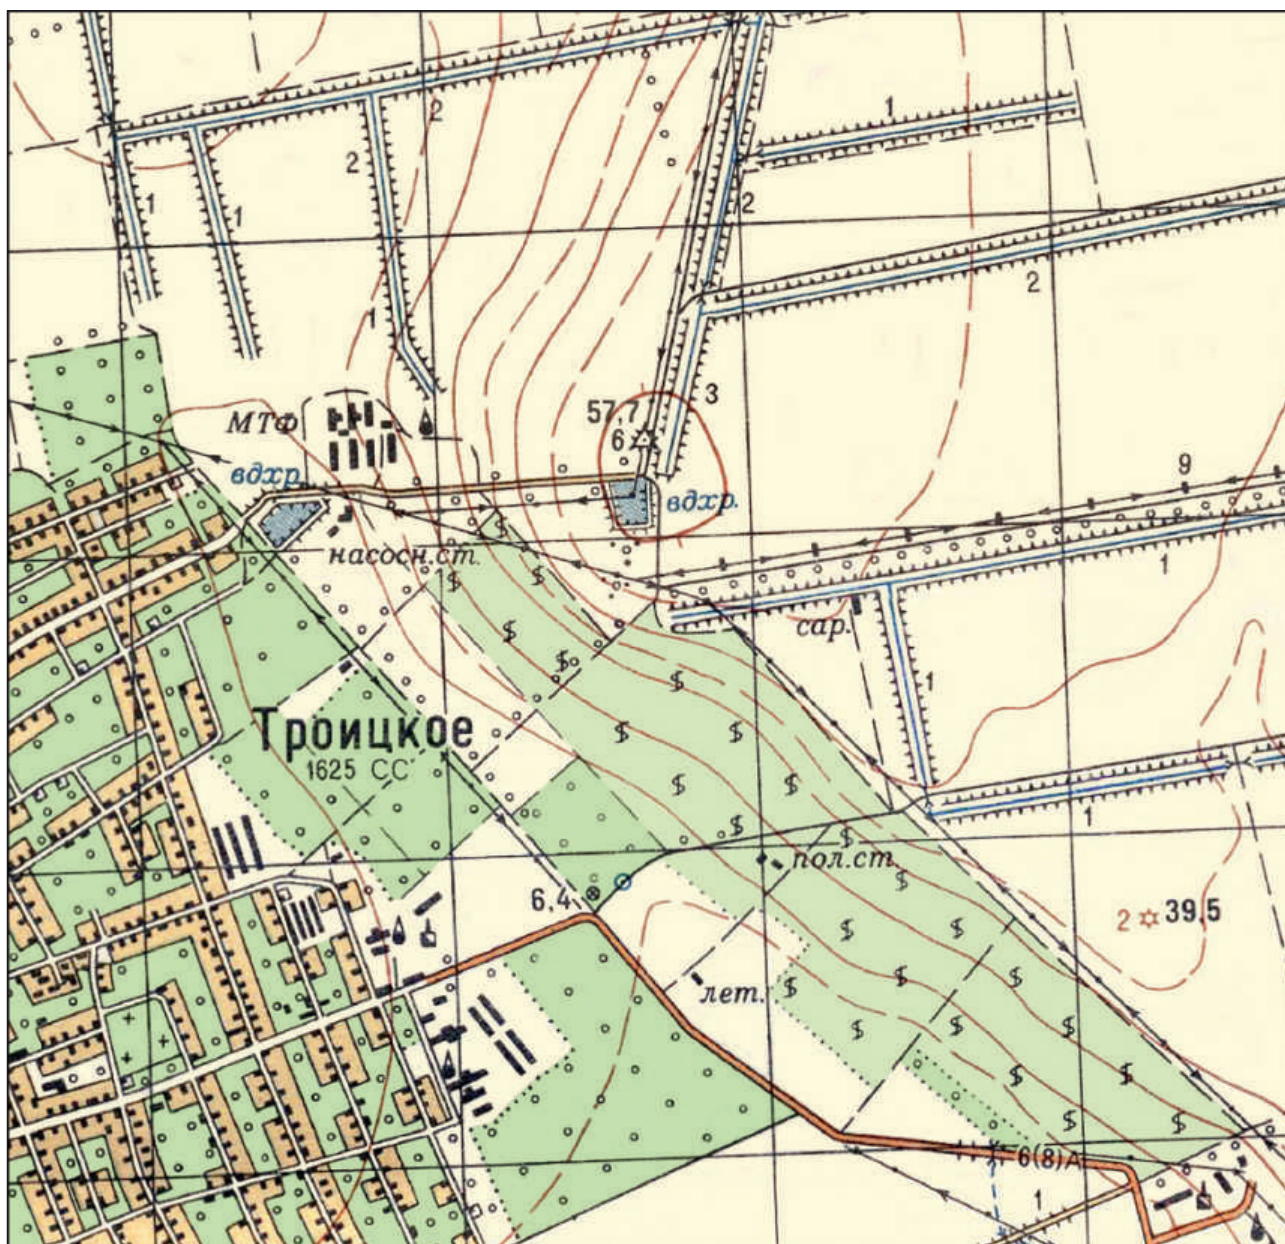 2
1
2
1
1
2
2
1
3
57,7
6
МТФ
вдхр.
вдхр.
9
насосн.ст.
1
сар.
1
Троицкое
1625 СС
1
пол.ст.
6,4
2
39,5
лет.
6(8)А
1